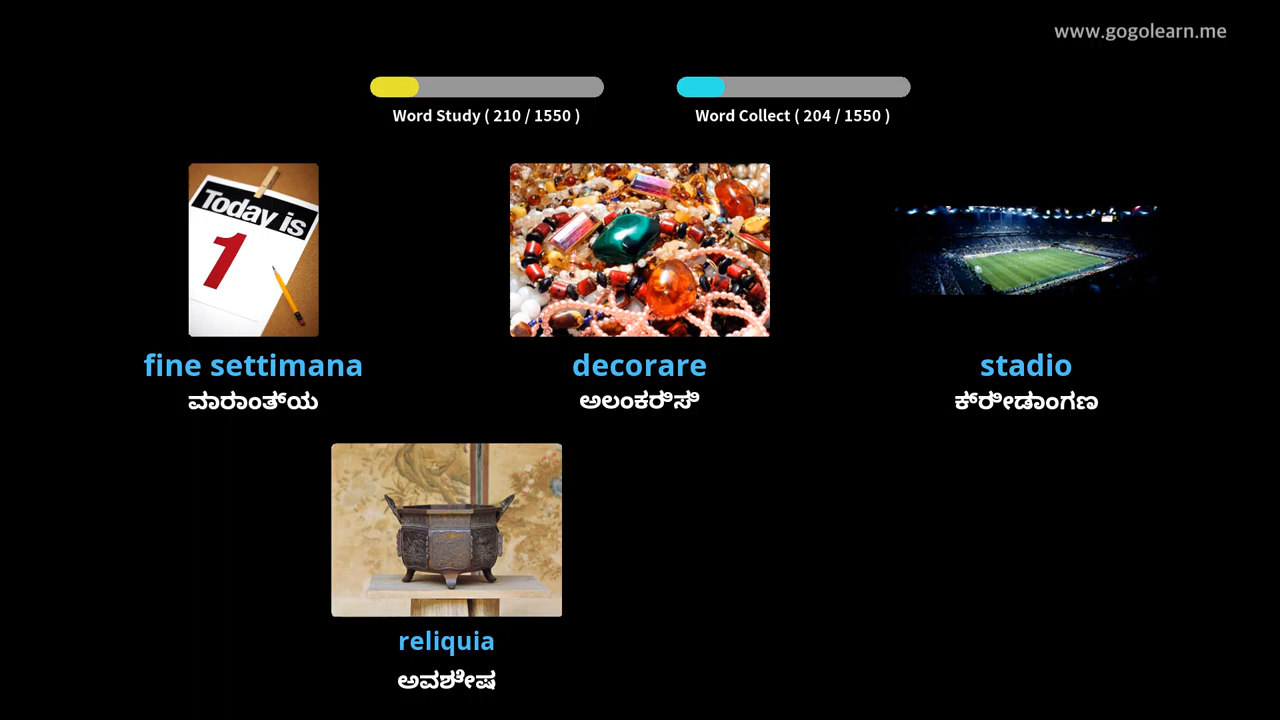 www.gogolearn.me
Word Study ( 210 / 1550 )
Word Collect ( 204 / 1550 )
Today is
1
fine settimana
decorare
stadio
ವಾರಾಂತ್ಯ
ಅಲಂಕರಿಸಿ
ಕ್ರೀಡಾಂಗಣ
reliquia
ಅವಶೇಷ